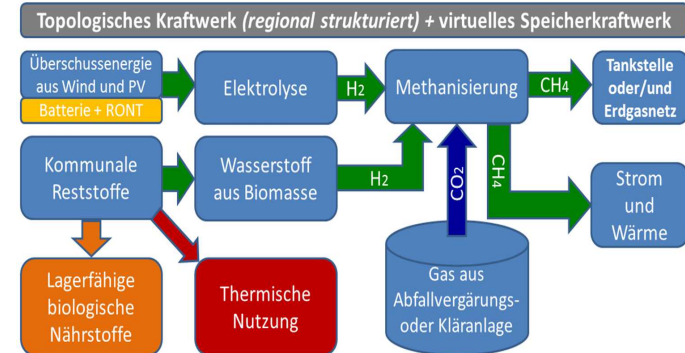 Topologisches Kraftwerk (regional strukturiert) + virtuelles Speicherkraftwerk
Überschussenergie
aus Wind und PV
Batterie + RONT
Elektrolyse
H2
Methanisierung
CH4
Tankstelle
oder/und
Erdgasnetz
Kommunale
Reststoffe
Wasserstoff
aus Biomasse
H2
CO2
CH4
Strom
und
Wärme
Lagerfähige
biologische
Nährstoffe
Thermische
Nutzung
Gas aus
Abfallvergärungs-
oder Kläranlage